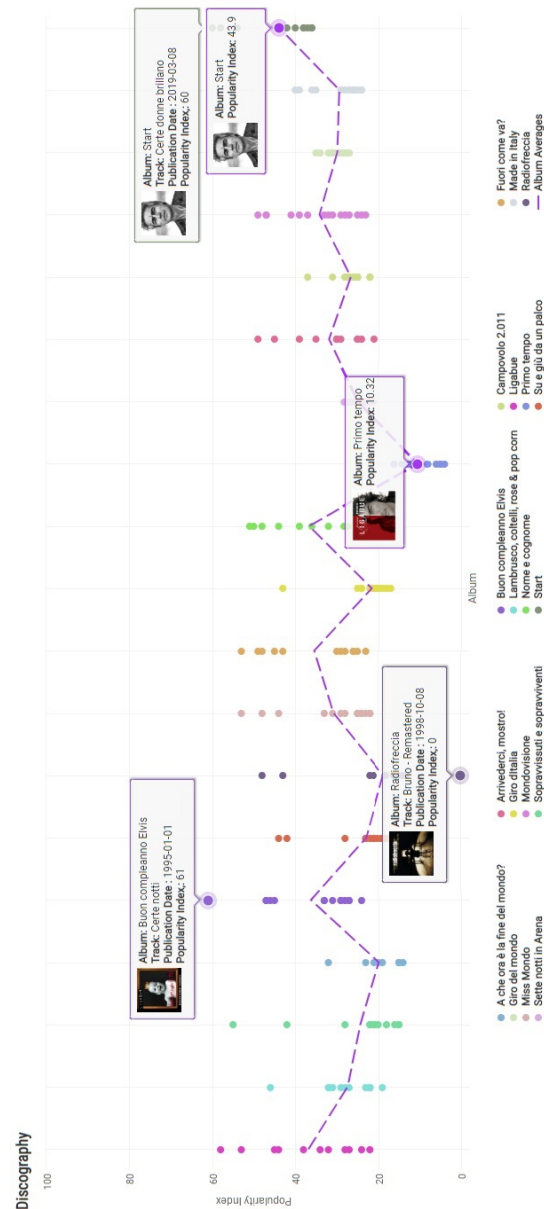 Discography
100
80
60
40
20
0
Popularity Index
Album
Album: Buon compleanno Elvis
Track: Certe notti
Publication Date : 1995-01-01
Popularity Index;: 61
Album: Radiofreccia
Track: Bruno - Remastered
Publication Date : 1998-10-08
Popularity Index;: 0
LIGABUE
Album: Primo tempo
Popularity Index: 10.32
Album: Start
Track: Certe donne brillano
Publication Date : 2019-03-08
Popularity Index;: 60
Album: Start
Popularity Index: 43.9
A che ora è la fine del mondo?
Giro del mondo
Miss Mondo
Sette notti in Arena
Arrivederci, mostro!
Giro d'Italia
Mondovisione
Sopravvissuti e sopravviventi
Buon compleanno Elvis
Lambrusco, coltelli, rose & pop corn
Nome e cognome
Start
Campovolo 2.011
Ligabue
Primo tempo
Su e giù da un palco
Fuori come va?
Made in Italy
Radiofreccia
Album Averages